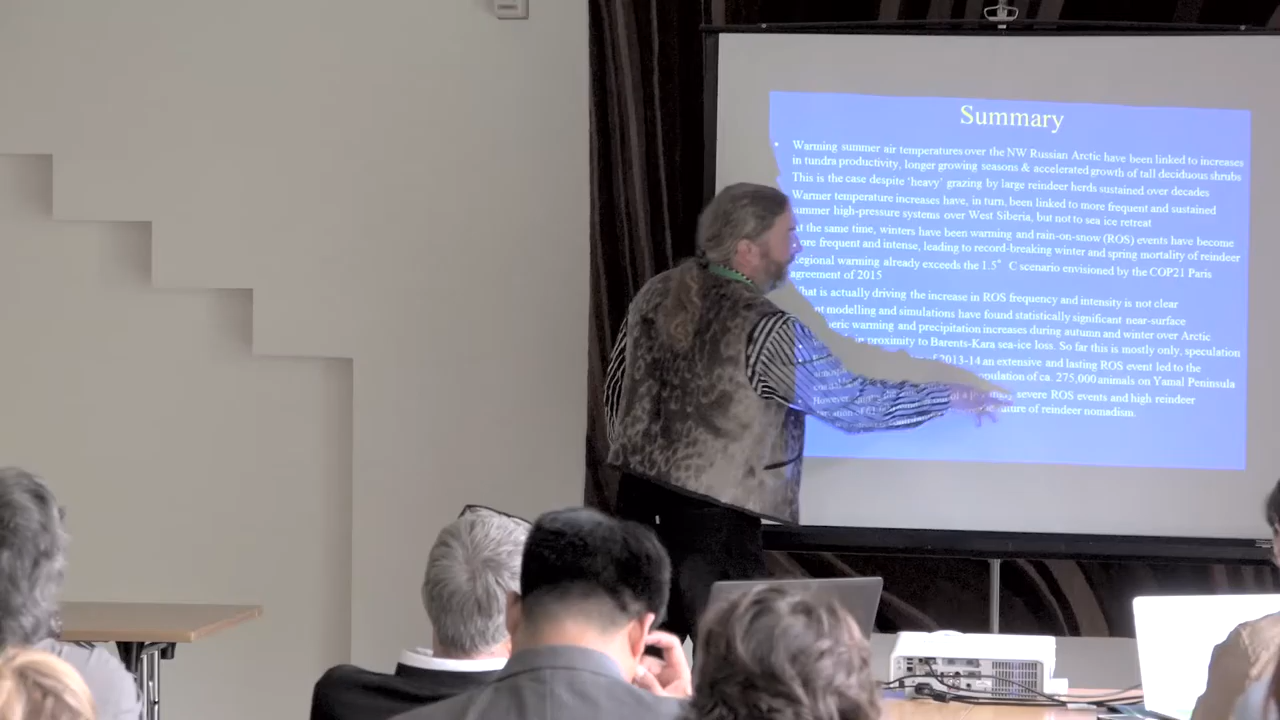 Summary
Warming summer air temperatures over the NW Russian Arctic have been linked to increases
in tundra productivity, longer growing seasons & accelerated growth of tall deciduous shrubs
This is the case despite 'heavy' grazing by large reindeer herds sustained over decades
Warmer temperature increases have, in turn, been linked to more frequent and sustained
summer high-pressure systems over West Siberia, but not to sea ice retreat
At the same time, winters have been warming and rain-on-snow (ROS) events have become
ore frequent and intense, leading to record-breaking winter and spring mortality of reindeer
Regional warming already exceeds the 1.5° C scenario envisioned by the COP21 Paris
agreement of 2015
What is actually driving the increase in ROS frequency and intensity is not clear
modelling and simulations have found statistically significant near-surface
eric warming and precipitation increases during autumn and winter over Arctic
in proximity to Barents-Kara sea-ice loss. So far this is mostly only, speculation
of 2013-14 an extensive and lasting ROS event led to the
opulation of ca. 275,000 animals on Yamal Peninsula
However, severe ROS events and high reindeer
ture of reindeer nomadism.